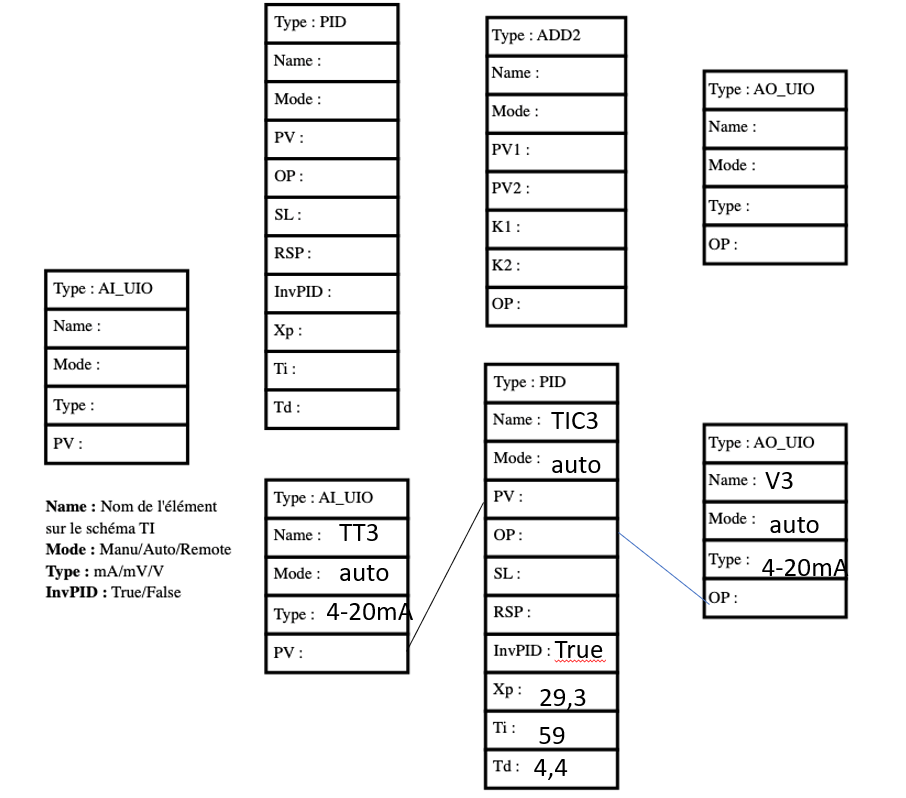 Type : PID
Name :
Mode :
PV :
OP :
SL :
RSP :
InvPID :
Xp :
Ti :
Td :
Type : ADD2
Name :
Mode :
PV1 :
PV2 :
K1 :
K2 :
OP :
Type : AO_UIO
Name :
Mode :
Type :
OP :
Type : AI_UIO
Name :
Mode :
Type :
PV :
Name : Nom de l'élément
sur le schéma TI
Mode : Manu/Auto/Remote
Type : mA/mV/V
InvPID : True/False
Type : AI_UIO
Name : TT3
Mode : auto
Type : 4-20mA
PV :
Type : PID
Name : TIC3
Mode : auto
PV :
OP :
SL :
RSP :
InvPID : True
Xp : 29,3
Ti : 59
Td : 4,4
Type : AO_UIO
Name : V3
Mode : auto
Type : 4-20mA
OP :